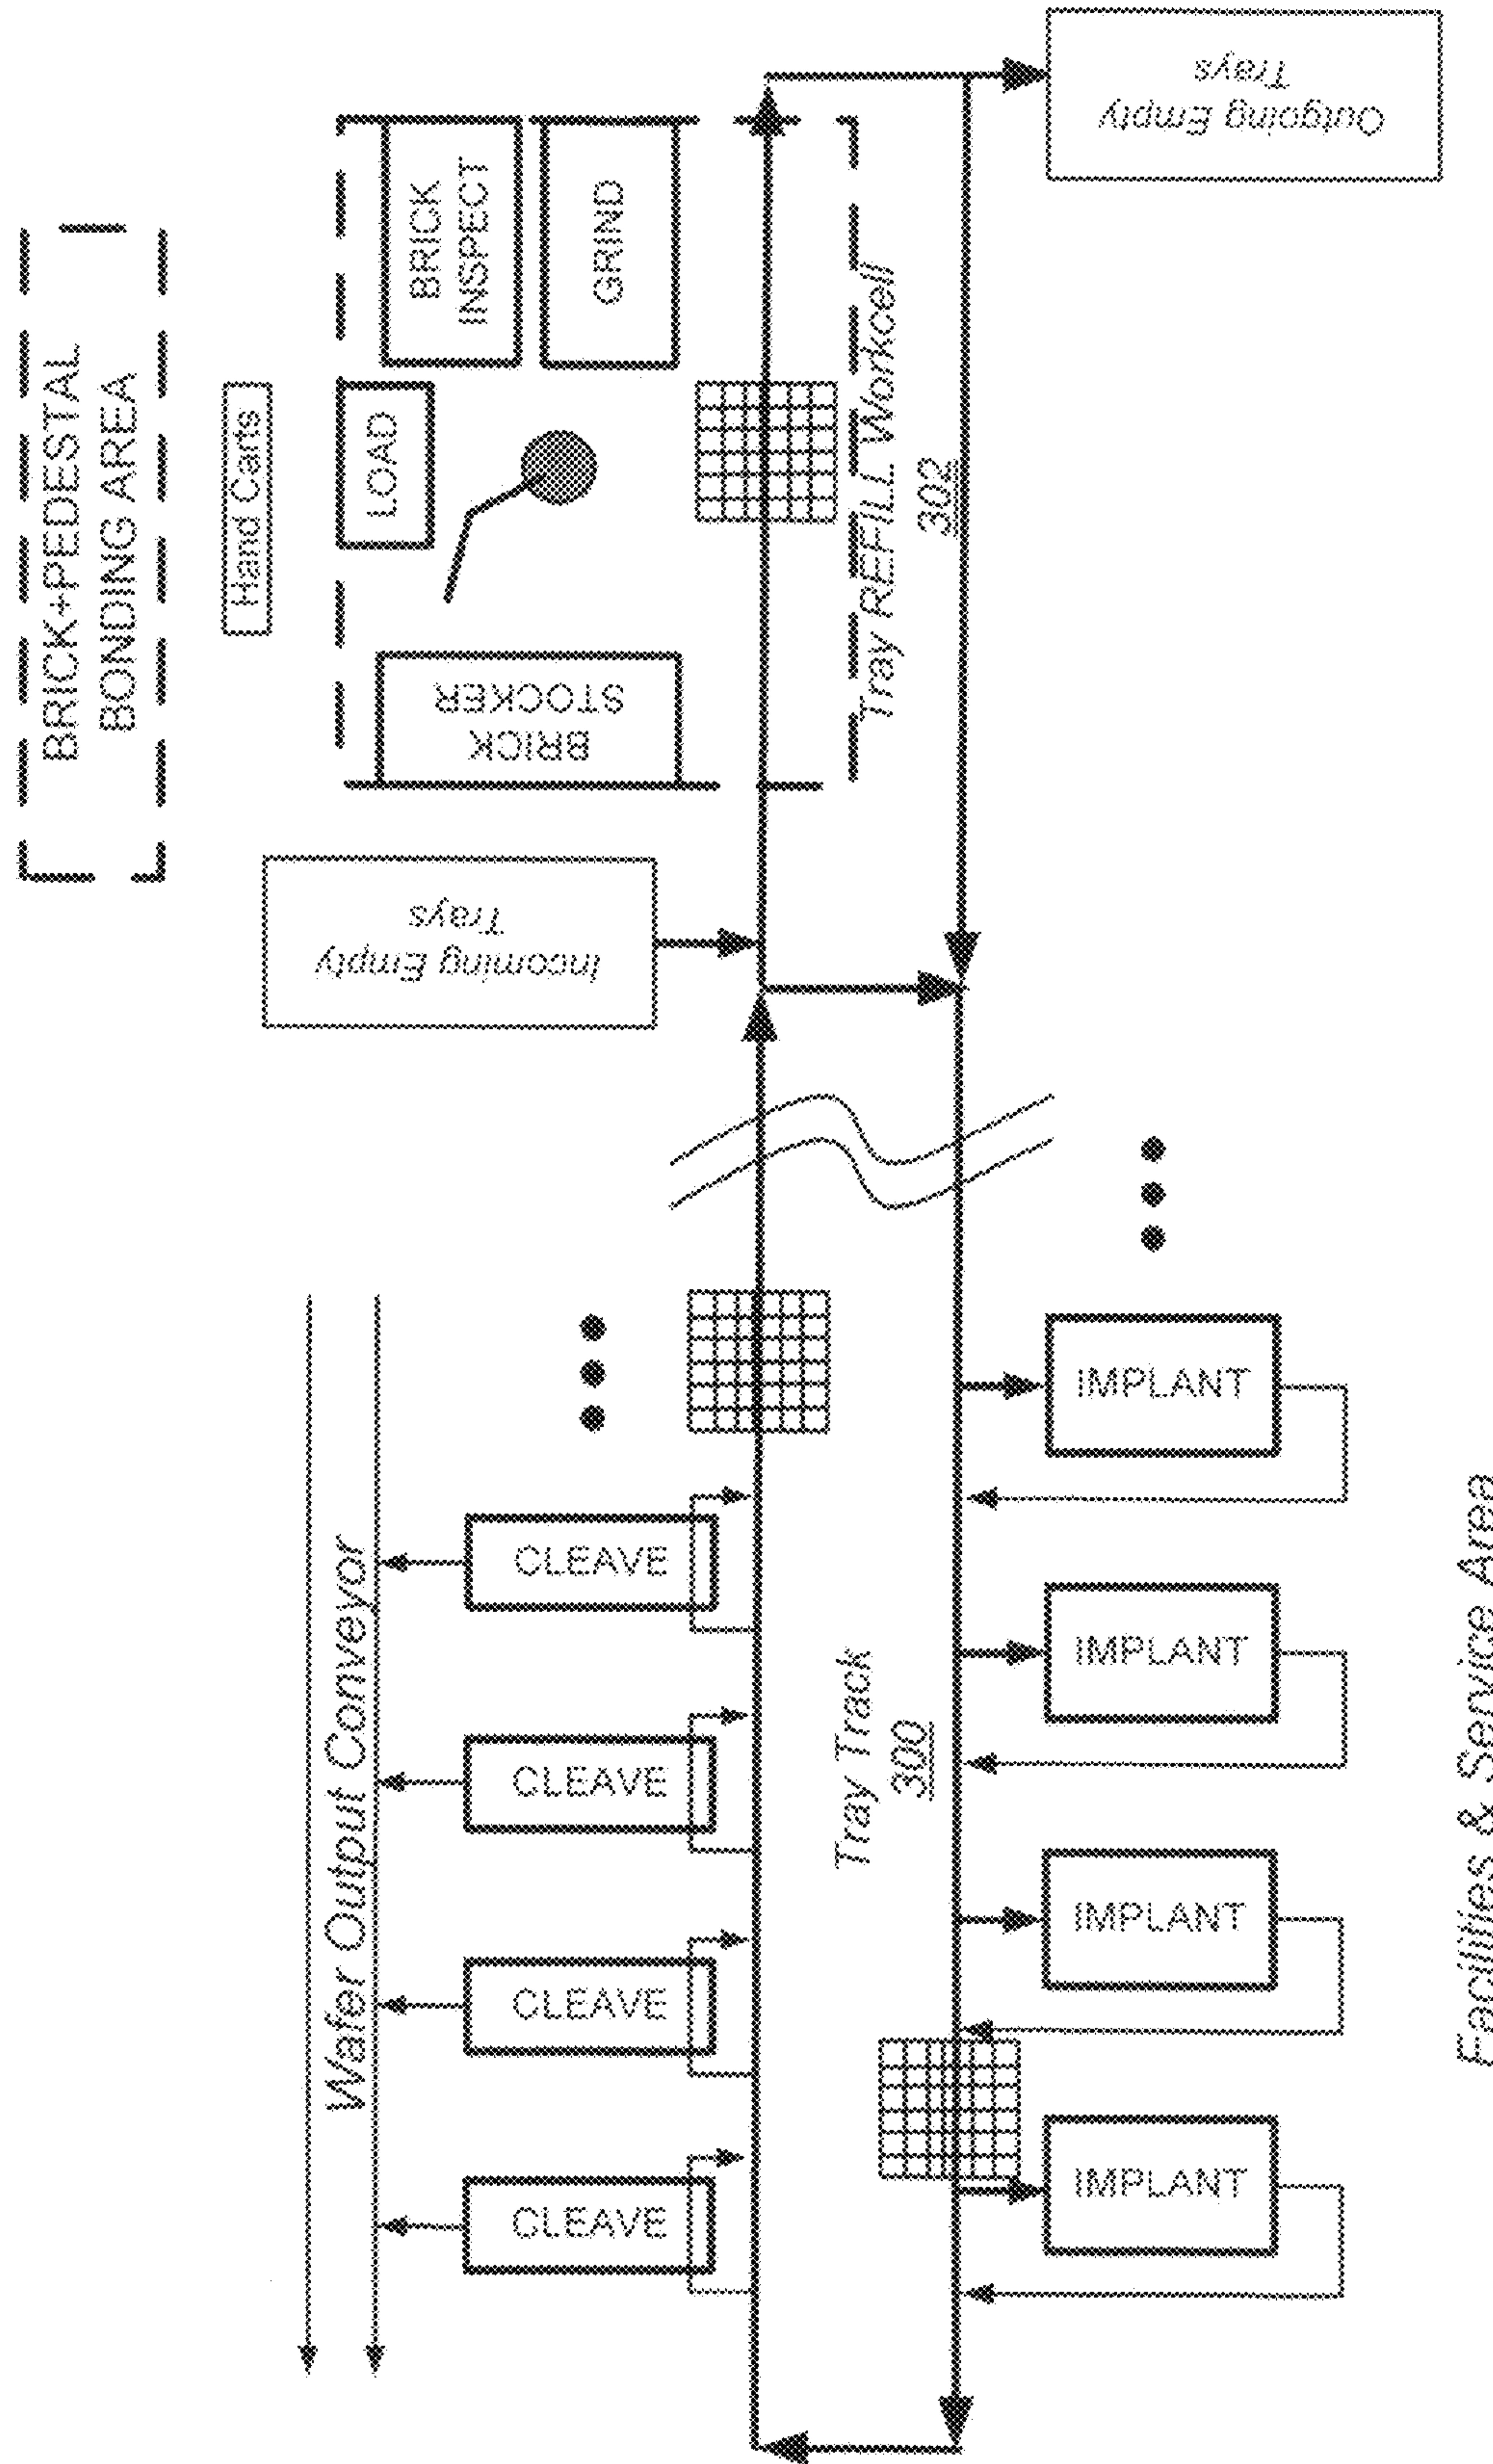 BRICK+PEDESTAL
BONDING AREA
Hand Carts
LOAD
BRICK
INSPECT
GRIND
BRICK
STOCKER
Tray REFILL Workcell
302
Incoming Empty
Trays
Outgoing Empty
Trays
Wafer Output Conveyor
CLEAVE
CLEAVE
CLEAVE
CLEAVE
Tray Track
300
IMPLANT
IMPLANT
IMPLANT
IMPLANT
Facilities & Service Area